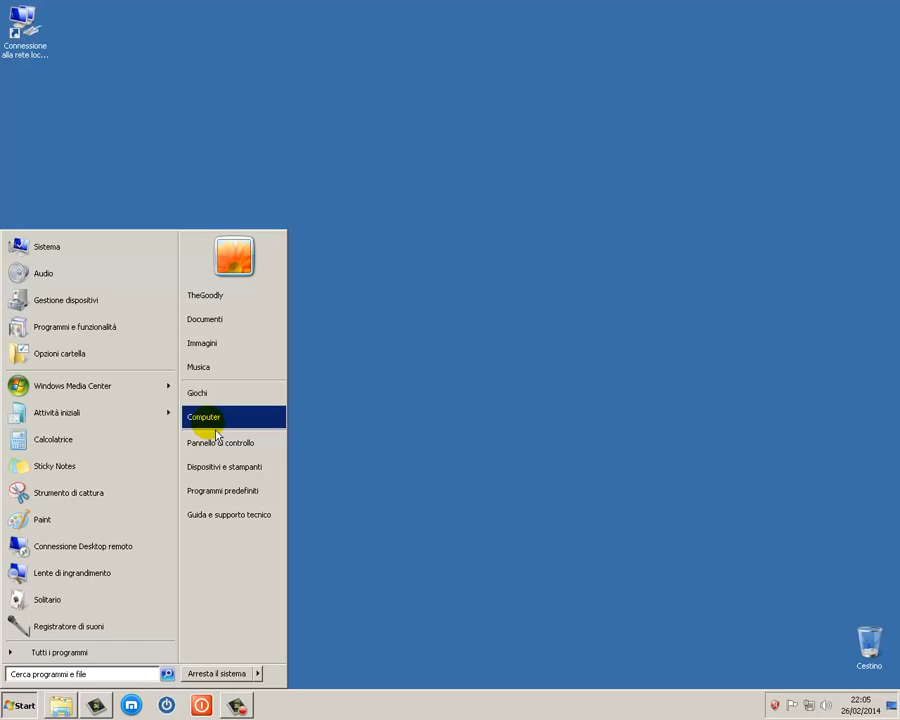 Connessione
alla rete loc...
Sistema
Audio
Gestione dispositivi
Programmi e funzionalità
Opzioni cartella
Windows Media Center
Attività iniziali
Calcolatrice
Sticky Notes
Strumento di cattura
Paint
Connessione Desktop remoto
Lente di ingrandimento
Solitario
Registratore di suoni
Tutti i programmi
Cerca programmi e file
TheGoodly
Documenti
Immagini
Musica
Giochi
Computer
Pannello di controllo
Dispositivi e stampanti
Programmi predefiniti
Guida e supporto tecnico
Arresta il sistema
Cestino
Start
22:05
26/02/2014